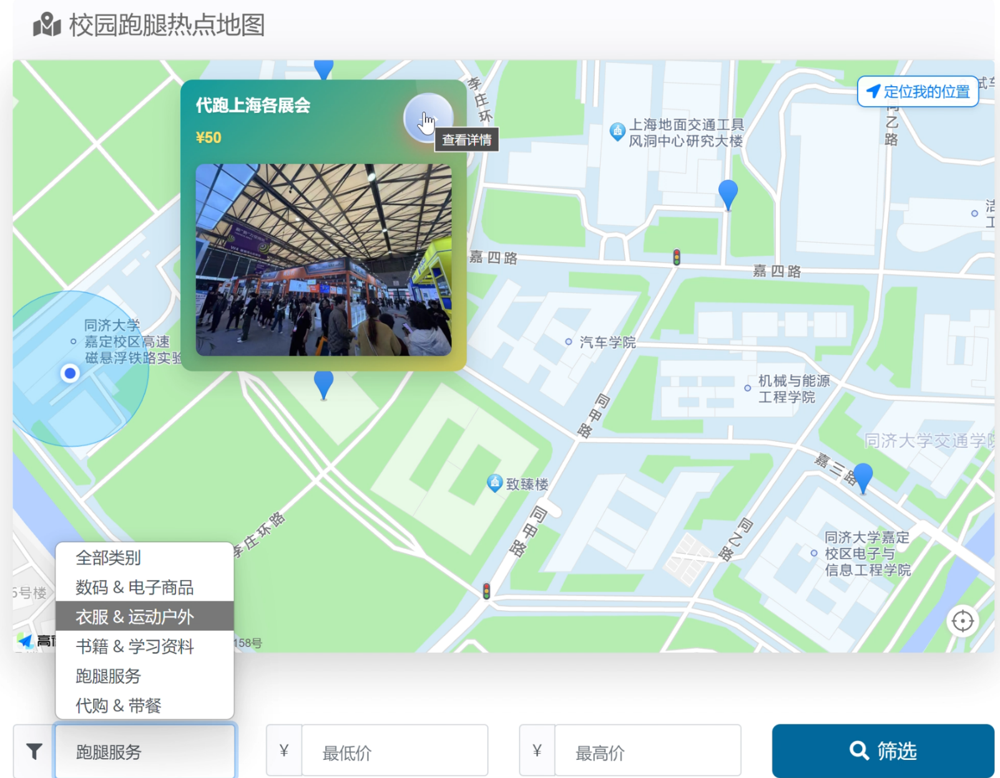 校园跑腿热点地图
定位我的位置
代跑上海各展会
¥50
查看详情
李庄环
上海地面交通工具
风洞中心研究大楼
同乙路
嘉四路
嘉四路
同济大学
嘉定校区高速
磁悬浮铁路实验
汽车学院
机械与能源
工程学院
同甲路
同济大学交通学院
嘉三路
致臻楼
同甲路
同乙路
李庄环路
同济大学嘉定
校区电子与
信息工程学院
5号楼
158号
全部类别
数码 & 电子商品
衣服 & 运动户外
书籍 & 学习资料
跑腿服务
代购 & 带餐
跑腿服务
¥
最低价
¥
最高价
筛选